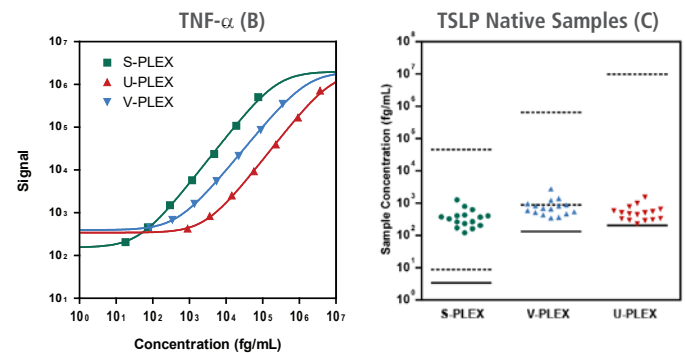 TNF-α (B)
TSLP Native Samples (C)
Signal
10⁷
10⁶
10⁵
10⁴
10³
10²
10¹
S-PLEX
U-PLEX
V-PLEX
10⁰ 10¹ 10² 10³ 10⁴ 10⁵ 10⁶ 10⁷
Concentration (fg/mL)
Sample Concentration (fg/mL)
10⁸
10⁷
10⁶
10⁵
10⁴
10³
10²
10¹
10⁰
S-PLEX V-PLEX U-PLEX